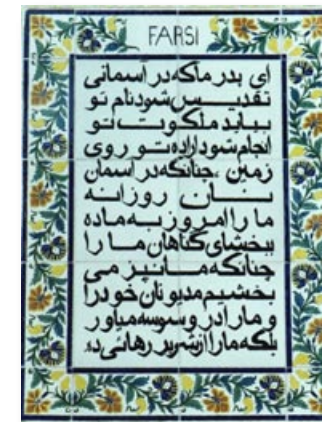 FARSI
ای پدر ما که در آسمانی
تقدیس شود نام تو
بیاید ملکوت تو
انجام شود اراده تو روی
زمین، چنانکه در آسمان
نان روزانه
ما را امروز به ما ده
ببخشای گناهان ما را
چنانکه ما نیز می
بخشیم مدیونان خود را
و ما را در وسوسه میاور
بلکه ما را از شریر رهائی ده.